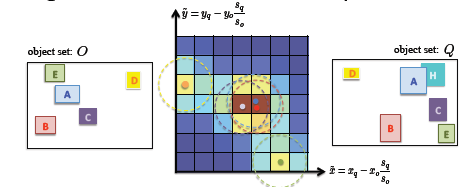 ỹ = y_q − y_o s_q/s_o
object set: O
object set: Q
E
A
D
B
C
D
A
H
C
B
E
x̃ = x_q − x_o s_q/s_o